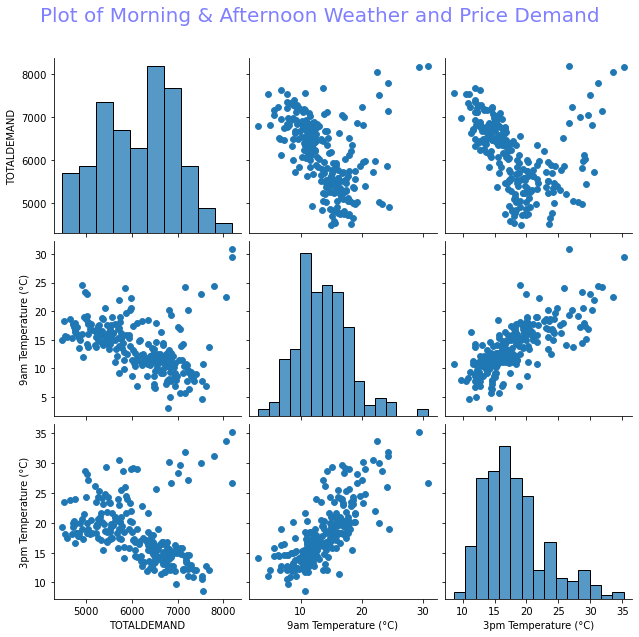 Plot of Morning & Afternoon Weather and Price Demand
8000
7000
6000
5000
TOTALDEMAND
30
25
20
15
10
5
9am Temperature (°C)
35
30
25
20
15
10
3pm Temperature (°C)
5000 6000 7000 8000
TOTALDEMAND
10 20 30
9am Temperature (°C)
10 15 20 25 30 35
3pm Temperature (°C)